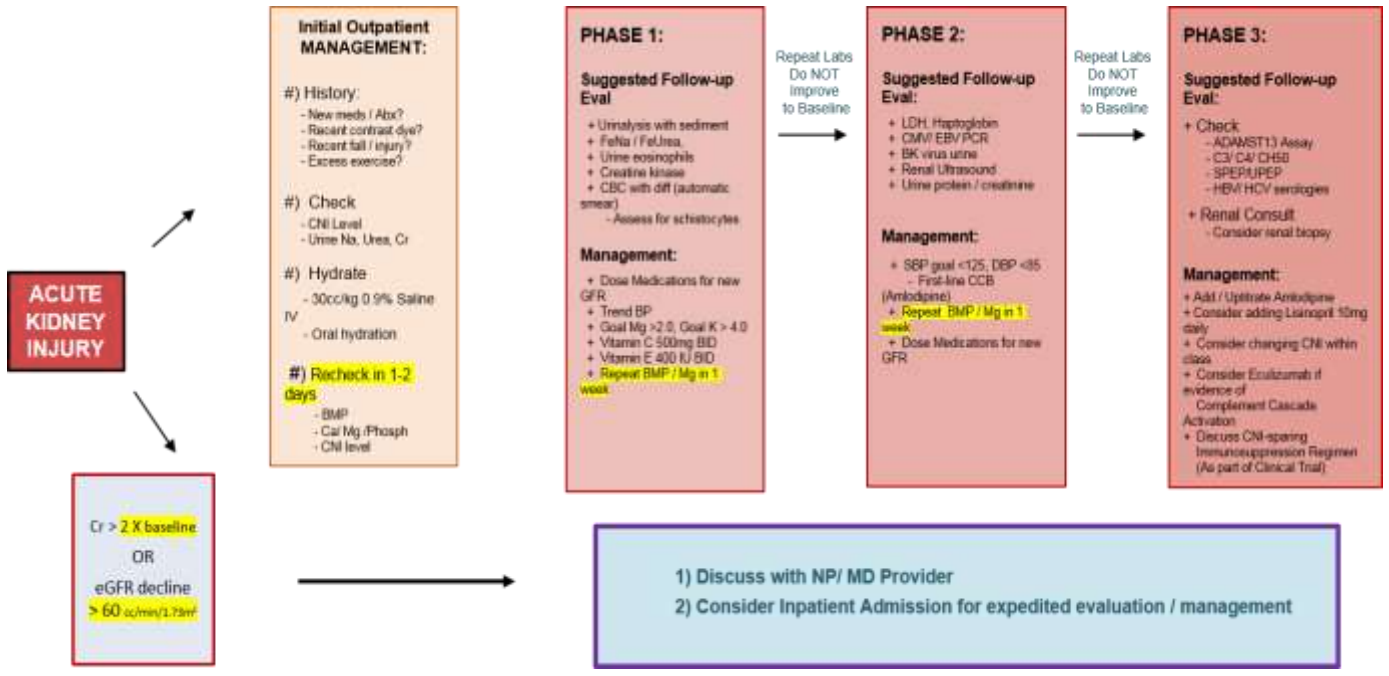 ACUTE
KIDNEY
INJURY
Initial Outpatient
MANAGEMENT:
#) History:
- New meds / Abx?
- Recent contrast dye?
- Recent fall / injury?
- Excess exercise?
#) Check
- CNI Level
- Urine Na, Urea, Cr
#) Hydrate
- 30cc/kg 0.9% Saline
IV
- Oral hydration
#) Recheck in 1-2
days
- BMP
- Ca/ Mg /Phosph
- CNI level
PHASE 1:
Suggested Follow-up
Eval
+ Urinalysis with sediment
+ FeNa / FeUrea,
+ Urine eosinophils
+ Creatine kinase
+ CBC with diff (automatic
smear)
- Assess for schistocytes
Management:
+ Dose Medications for new
GFR
+ Trend BP
+ Goal Mg >2.0, Goal K > 4.0
+ Vitamin C 500mg BID
+ Vitamin E 400 IU BID
+ Repeat BMP / Mg in 1
week
Repeat Labs
Do NOT
Improve
to Baseline
PHASE 2:
Suggested Follow-up
Eval:
+ LDH, Haptoglobin
+ CMV/ EBV PCR
+ BK virus urine
+ Renal Ultrasound
+ Urine protein / creatinine
Management:
+ SBP goal <125, DBP <85
- First-line CCB
(Amlodipine)
+ Repeat BMP / Mg in 1
week
+ Dose Medications for new
GFR
Repeat Labs
Do NOT
Improve
to Baseline
PHASE 3:
Suggested Follow-up
Eval:
+ Check
- ADAMST13 Assay
- C3/ C4/ CH50
- SPEP/UPEP
- HBV/ HCV serologies
+ Renal Consult
- Consider renal biopsy
Management:
+ Add / Uptitrate Amlodipine
+ Consider adding Lisinopril 10mg
daily
+ Consider changing CNI within
class
+ Consider Eculizumab if
evidence of
Complement Cascade
Activation
+ Discuss CNI-sparing
Immunosuppression Regimen
(As part of Clinical Trial)
Cr > 2 X baseline
OR
eGFR decline
> 60 cc/min/1.73m²
1) Discuss with NP/ MD Provider
2) Consider Inpatient Admission for expedited evaluation / management